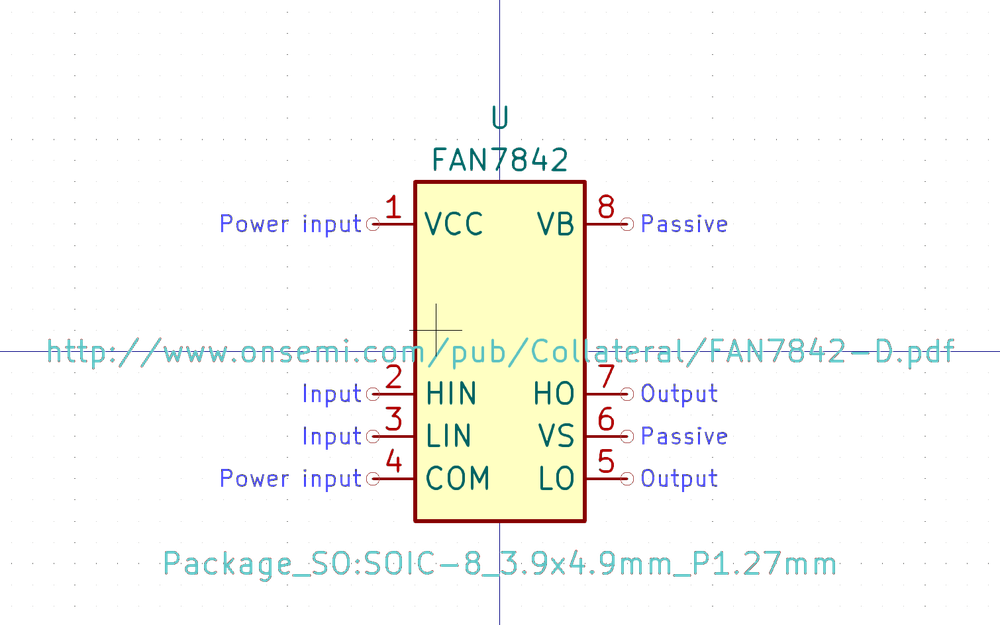 U
FAN7842
Power input 1 VCC VB 8 Passive
http://www.onsemi.com/pub/Collateral/FAN7842-D.pdf
Input 2 HIN HO 7 Output
Input 3 LIN VS 6 Passive
Power input 4 COM LO 5 Output
Package_SO:SOIC-8_3.9x4.9mm_P1.27mm